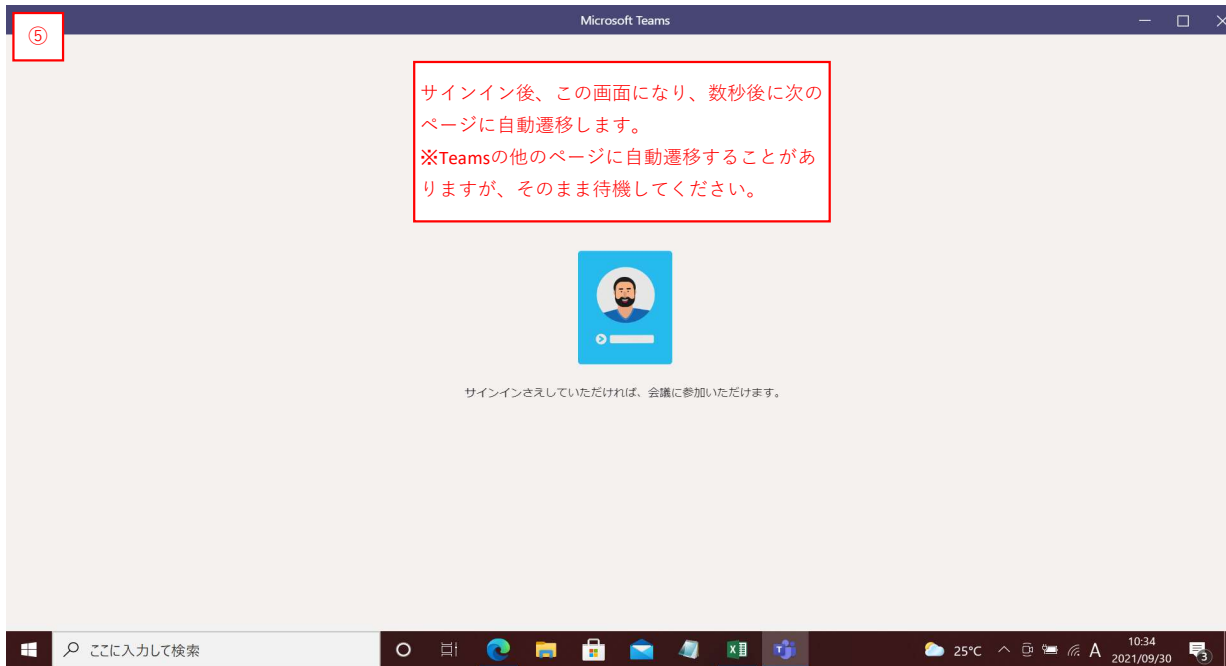 Microsoft Teams
⑤
サインイン後、この画面になり、数秒後に次の
ページに自動遷移します。
※Teamsの他のページに自動遷移することがあ
りますが、そのまま待機してください。
サインインさえしていただければ、会議に参加いただけます。
ここに入力して検索
25°C
A
10:34
2021/09/30
3